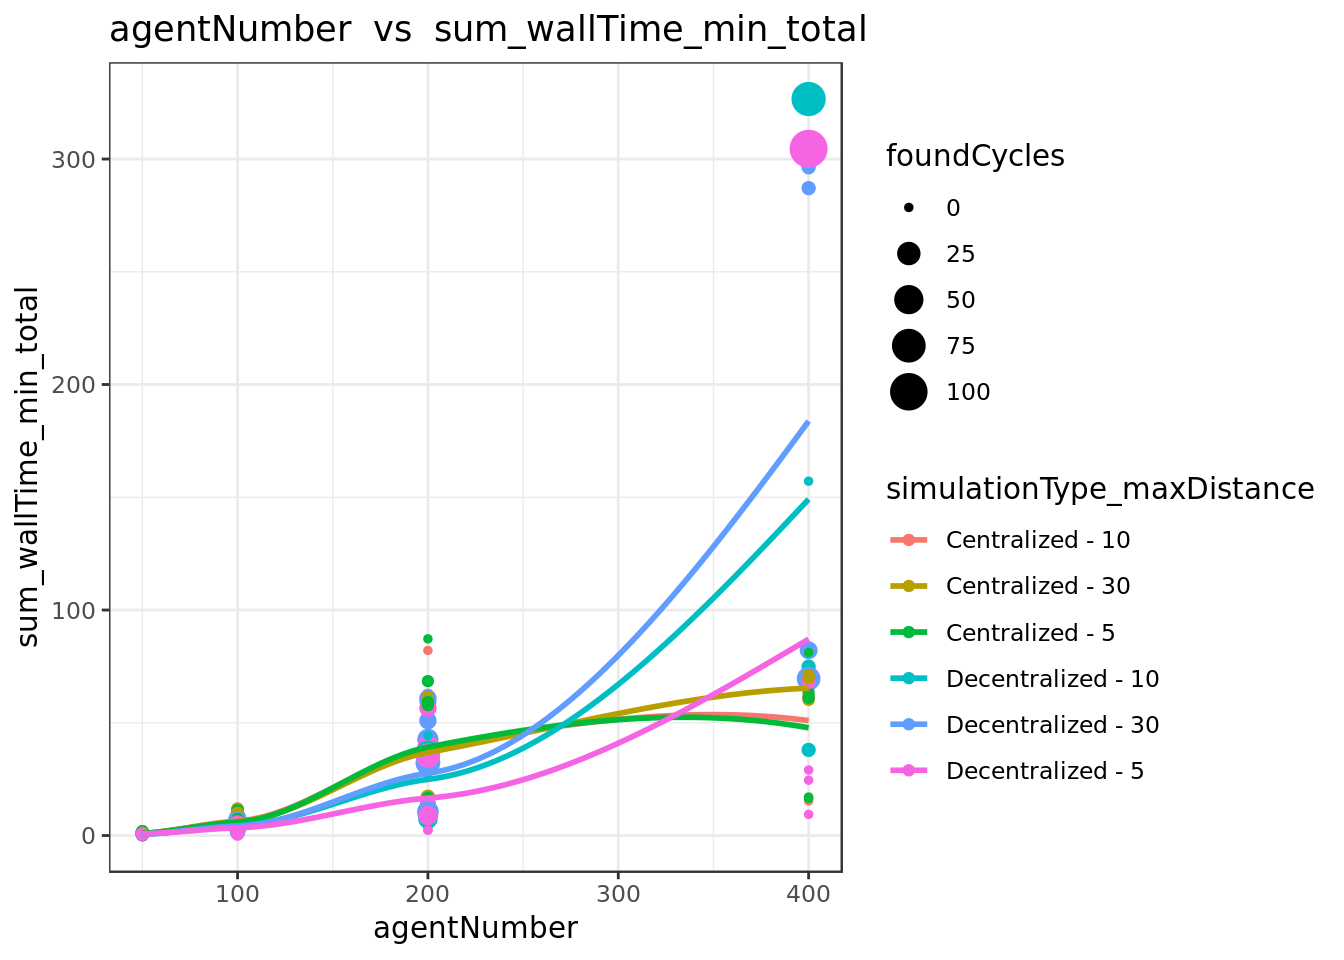 agentNumber  vs  sum_wallTime_min_total
sum_wallTime_min_total
300
200
100
0
100
200
300
400
agentNumber
foundCycles
0
25
50
75
100
simulationType_maxDistance
Centralized - 10
Centralized - 30
Centralized - 5
Decentralized - 10
Decentralized - 30
Decentralized - 5